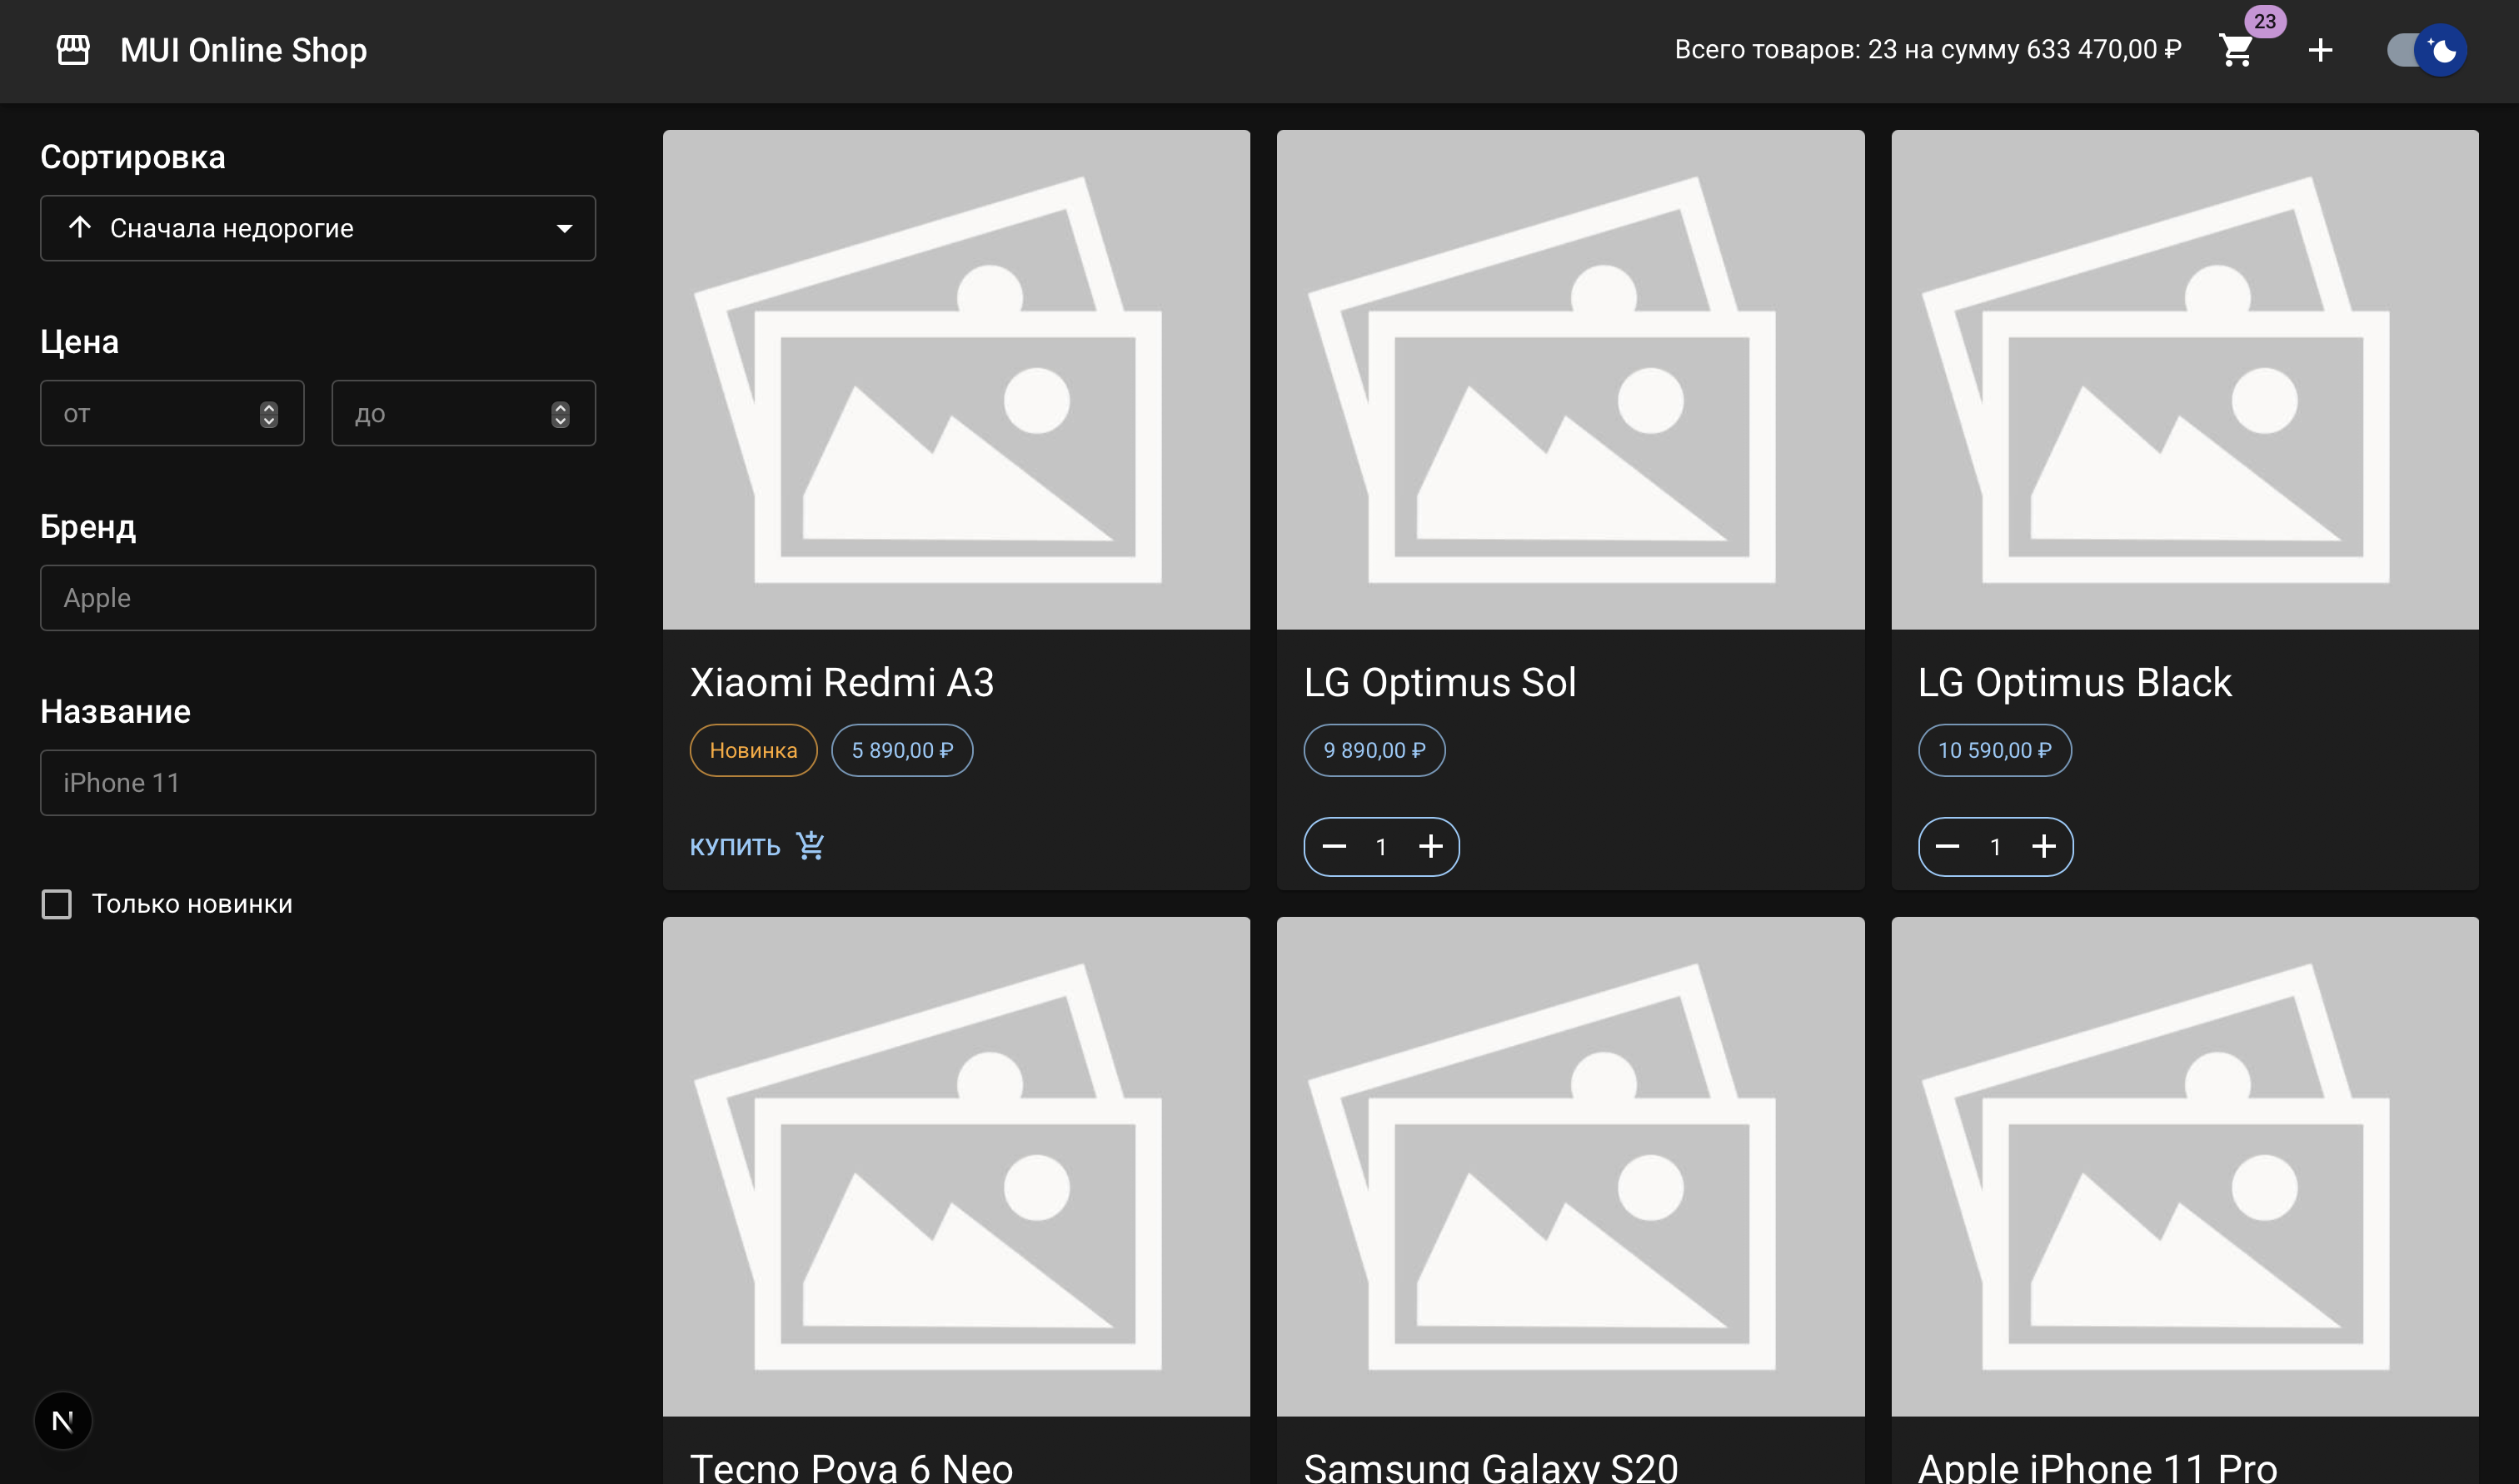 MUI Online Shop
Всего товаров: 23 на сумму 633 470,00 ₽
23
Сортировка
Сначала недорогие
Цена
от
до
Бренд
Apple
Название
iPhone 11
Только новинки
Xiaomi Redmi A3
Новинка
5 890,00 ₽
КУПИТЬ
LG Optimus Sol
9 890,00 ₽
1
LG Optimus Black
10 590,00 ₽
1
Tecno Pova 6 Neo
Samsung Galaxy S20
Apple iPhone 11 Pro
N